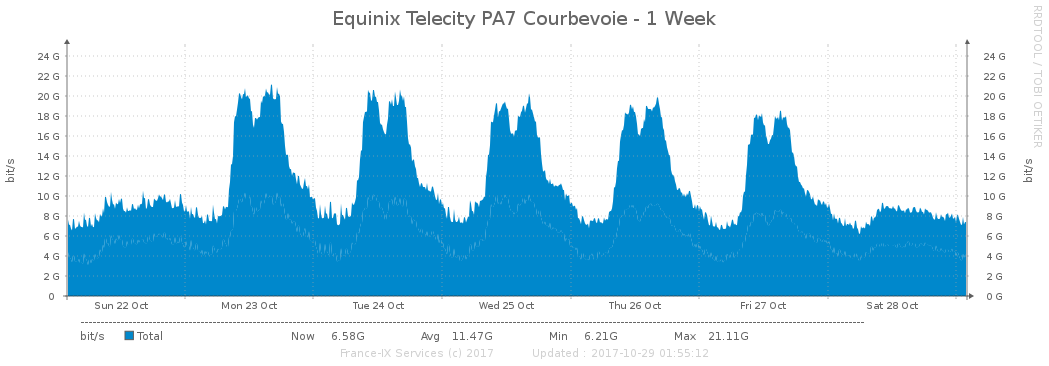 Equinix Telecity PA7 Courbevoie - 1 Week
RRDTOOL / TOBI OETIKER
bit/s
24 G 24 G
22 G 22 G
20 G 20 G
18 G 18 G
16 G 16 G
14 G 14 G
12 G 12 G
10 G 10 G
8 G 8 G
6 G 6 G
4 G 4 G
2 G 2 G
0 0 G
bit/s
Sun 22 Oct Mon 23 Oct Tue 24 Oct Wed 25 Oct Thu 26 Oct Fri 27 Oct Sat 28 Oct
bit/s Total Now 6.58G Avg 11.47G Min 6.21G Max 21.11G
France-IX Services (c) 2017 Updated : 2017-10-29 01:55:12